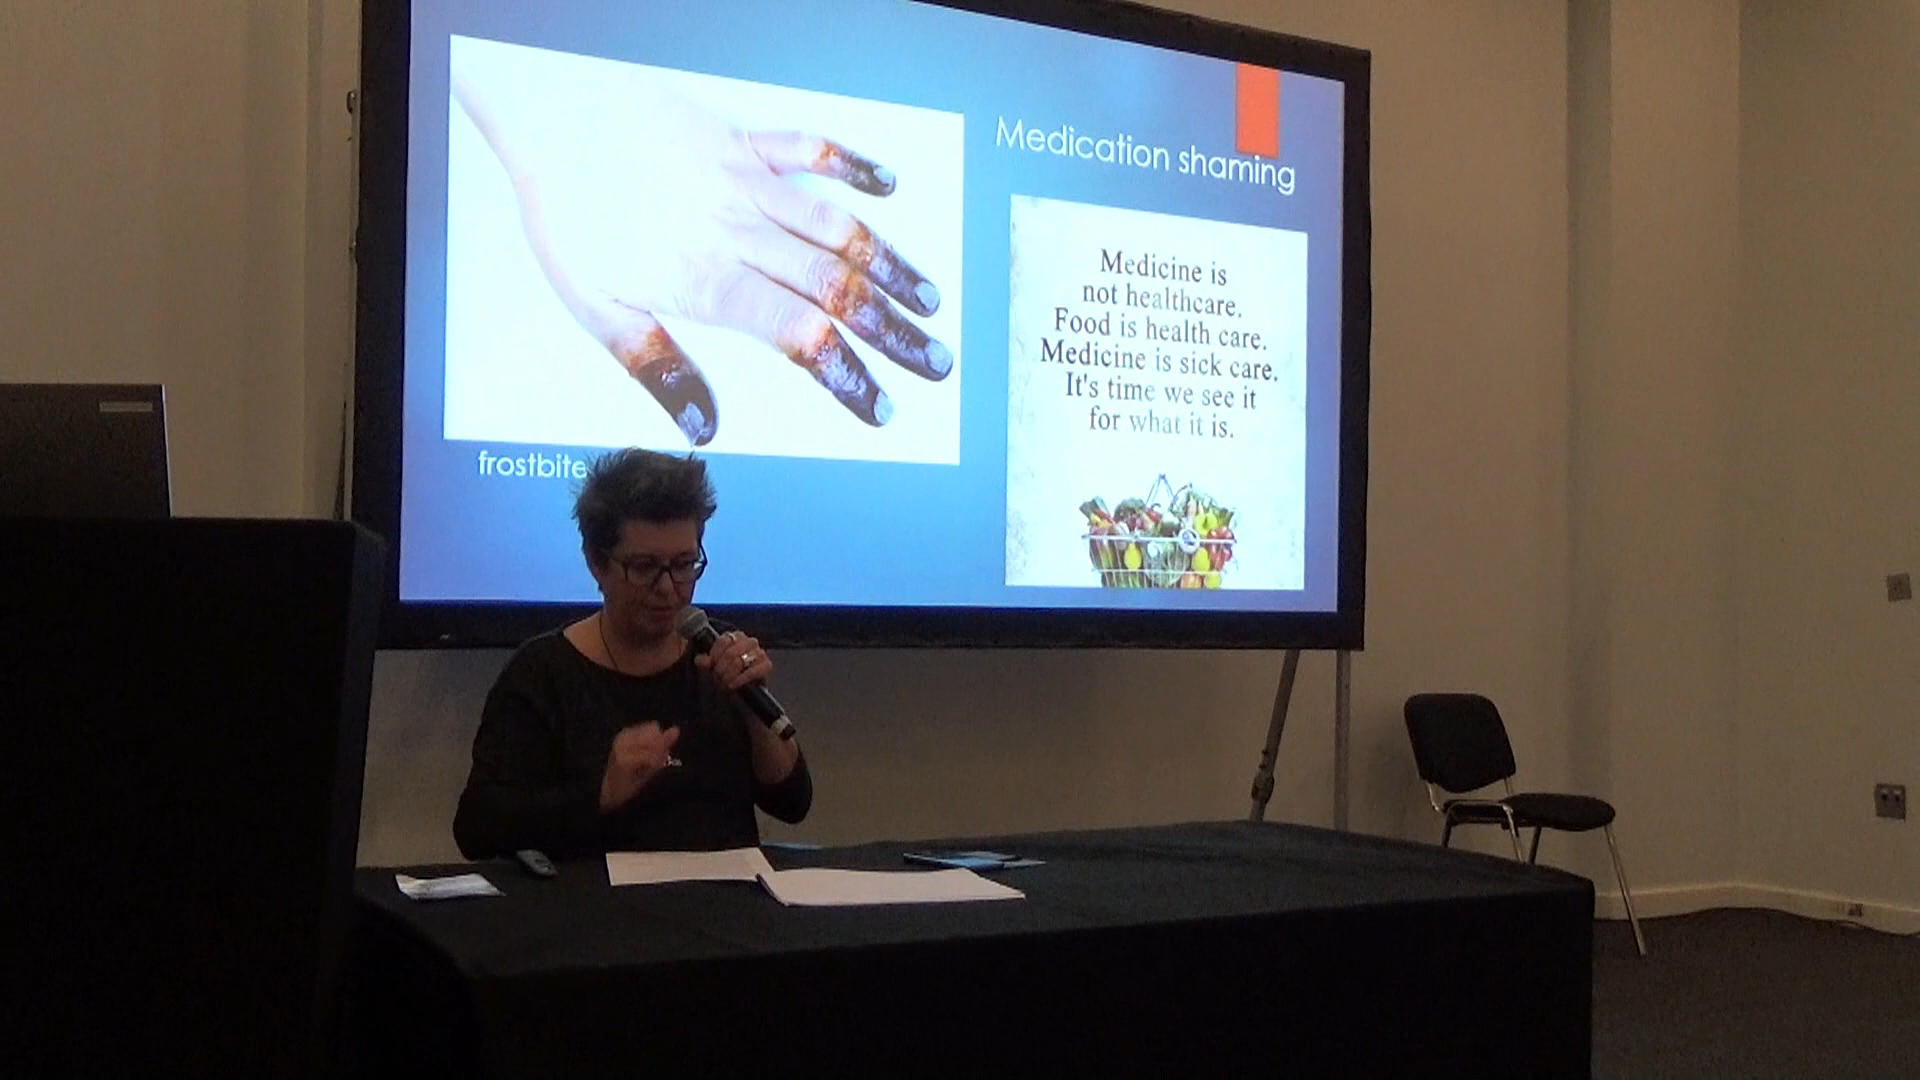 Medication shaming
Medicine is
not healthcare.
Food is health care.
Medicine is sick care.
It's time we see it
for what it is.
frostbite